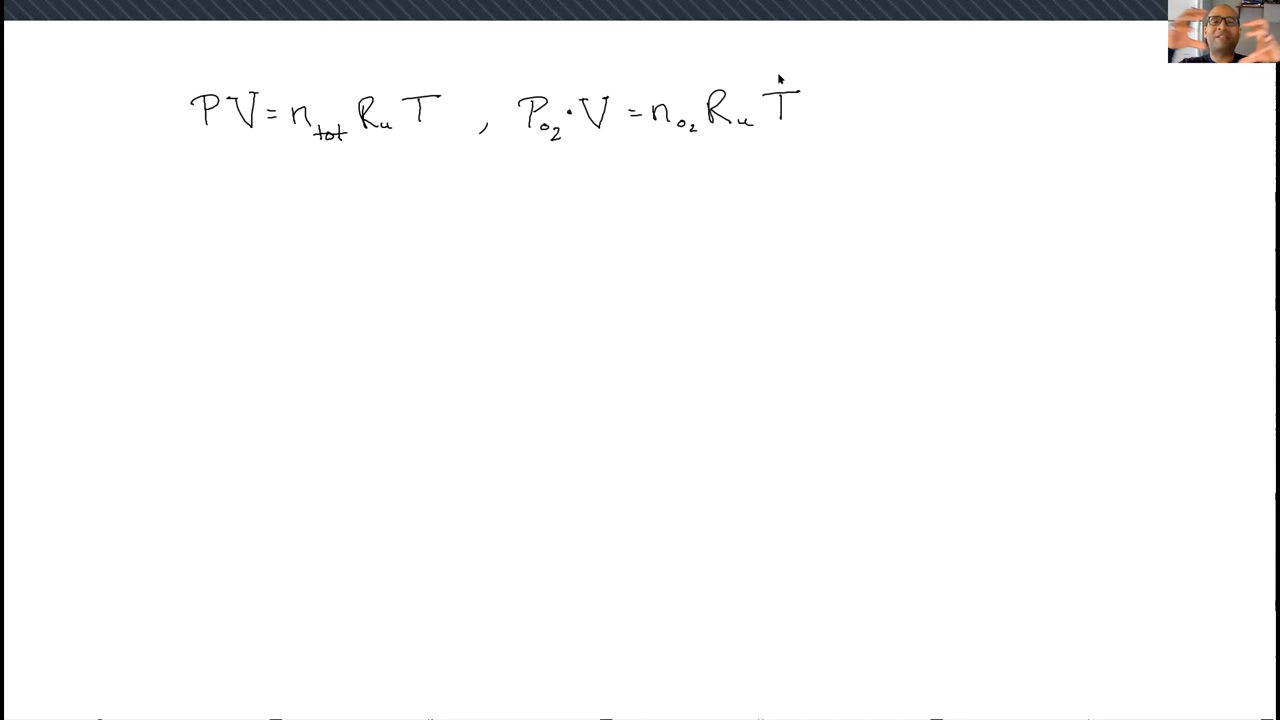 PV = n_tot R_u T , P_O2 · V = n_O2 R_u T